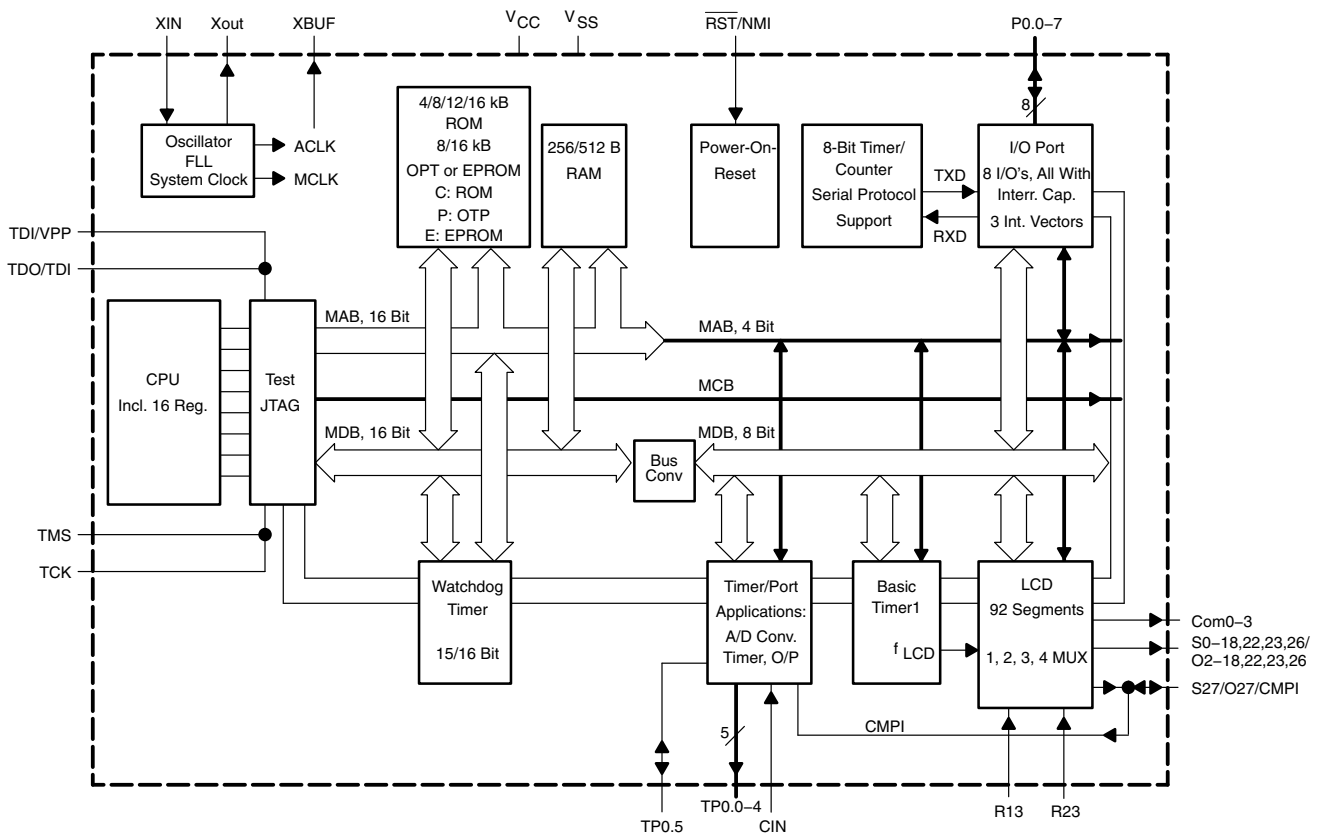 XIN
Xout
XBUF
VCC
VSS
RST/NMI
P0.0–7
8
Oscillator
FLL
System Clock
ACLK
MCLK
4/8/12/16 kB
ROM
8/16 kB
OPT or EPROM
C: ROM
P: OTP
E: EPROM
256/512 B
RAM
Power-On-
Reset
8-Bit Timer/
Counter
Serial Protocol
Support
TXD
RXD
I/O Port
8 I/O's, All With
Interr. Cap.
3 Int. Vectors
TDI/VPP
TDO/TDI
CPU
Incl. 16 Reg.
Test
JTAG
MAB, 16 Bit
MAB, 4 Bit
MCB
MDB, 16 Bit
Bus
Conv
MDB, 8 Bit
TMS
TCK
Watchdog
Timer
15/16 Bit
Timer/Port
Applications:
A/D Conv.
Timer, O/P
Basic
Timer1
fLCD
LCD
92 Segments
1, 2, 3, 4 MUX
Com0–3
S0–18,22,23,26/
O2–18,22,23,26
S27/O27/CMPI
CMPI
5
TP0.5
TP0.0–4
CIN
R13
R23